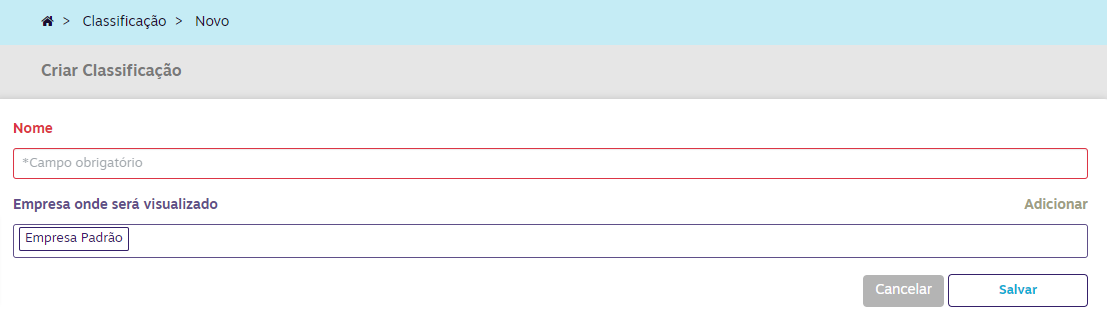 > Classificação > Novo
Criar Classificação
Nome
*Campo obrigatório
Empresa onde será visualizado Adicionar
Empresa Padrão
Cancelar Salvar